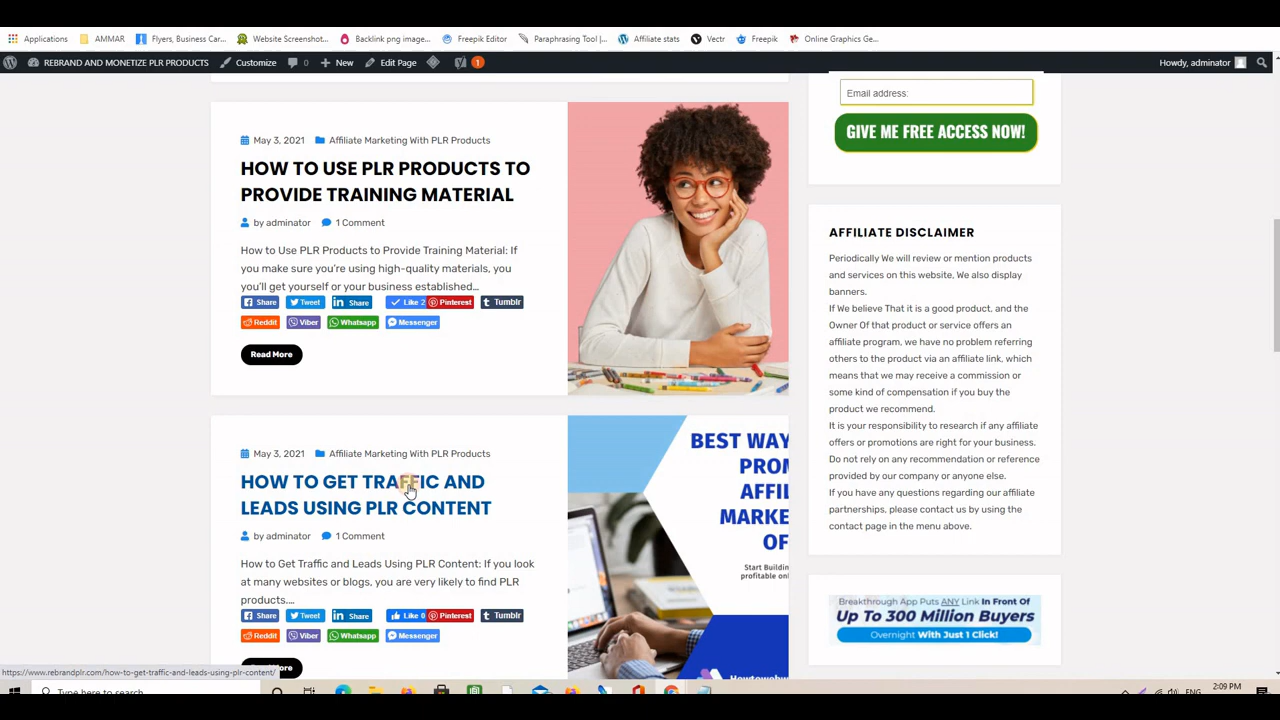 Applications
AMMAR
Flyers, Business Car...
Website Screenshot...
Backlink png image...
Freepik Editor
Paraphrasing Tool |...
Affiliate stats
Vectr
Freepik
Online Graphics Ge...
REBRAND AND MONETIZE PLR PRODUCTS
Customize
0
New
Edit Page
1
Howdy, adminator
May 3, 2021
Affiliate Marketing With PLR Products
HOW TO USE PLR PRODUCTS TO
PROVIDE TRAINING MATERIAL
by adminator
1 Comment
How to Use PLR Products to Provide Training Material: If
you make sure you're using high-quality materials, you
you'll get yourself or your business established...
Share
Tweet
Share
Like 2
Pinterest
Tumblr
Reddit
Viber
Whatsapp
Messenger
Read More
May 3, 2021
Affiliate Marketing With PLR Products
HOW TO GET TRAFFIC AND
LEADS USING PLR CONTENT
by adminator
1 Comment
How to Get Traffic and Leads Using PLR Content: If you look
at many websites or blogs, you are very likely to find PLR
products....
Share
Tweet
Share
Like 0
Pinterest
Tumblr
Reddit
Viber
Whatsapp
Messenger
BEST WAY
PROM
AFFIL
MARKE
OF
Start Buildin
profitable onl
Howtowebw
Email address:
GIVE ME FREE ACCESS NOW!
AFFILIATE DISCLAIMER
Periodically We will review or mention products
and services on this website, We also display
banners.
If We believe That it is a good product, and the
Owner Of that product or service offers an
affiliate program, we have no problem referring
others to the product via an affiliate link, which
means that we may receive a commission or
some kind of compensation if you buy the
product we recommend.
It is your responsibility to research if any affiliate
offers or promotions are right for your business.
Do not rely on any recommendation or reference
provided by our company or anyone else.
If you have any questions regarding our affiliate
partnerships, please contact us by using the
contact page in the menu above.
Breakthrough App Puts ANY Link In Front Of
Up To 300 Million Buyers
Overnight With Just 1 Click!
https://www.rebrandplr.com/how-to-get-traffic-and-leads-using-plr-content/
Type here to search
ENG
2:09 PM